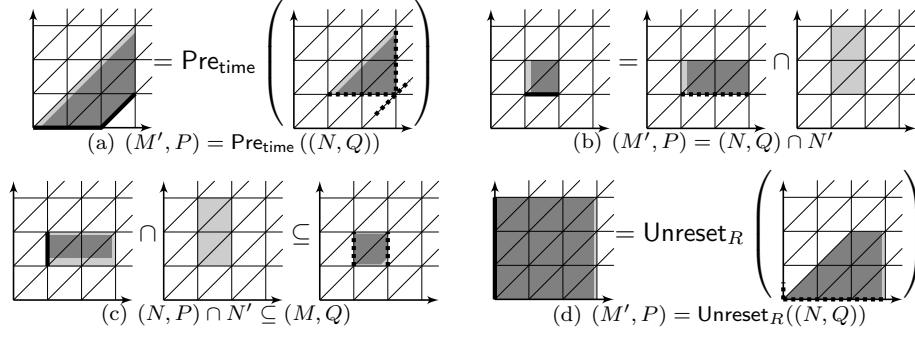 = Pre_time ( )
= ∩
(a) (M′, P) = Pre_time((N, Q))
(b) (M′, P) = (N, Q) ∩ N′
∩ ⊆
= Unreset_R ( )
(c) (N, P) ∩ N′ ⊆ (M, Q)
(d) (M′, P) = Unreset_R((N, Q))